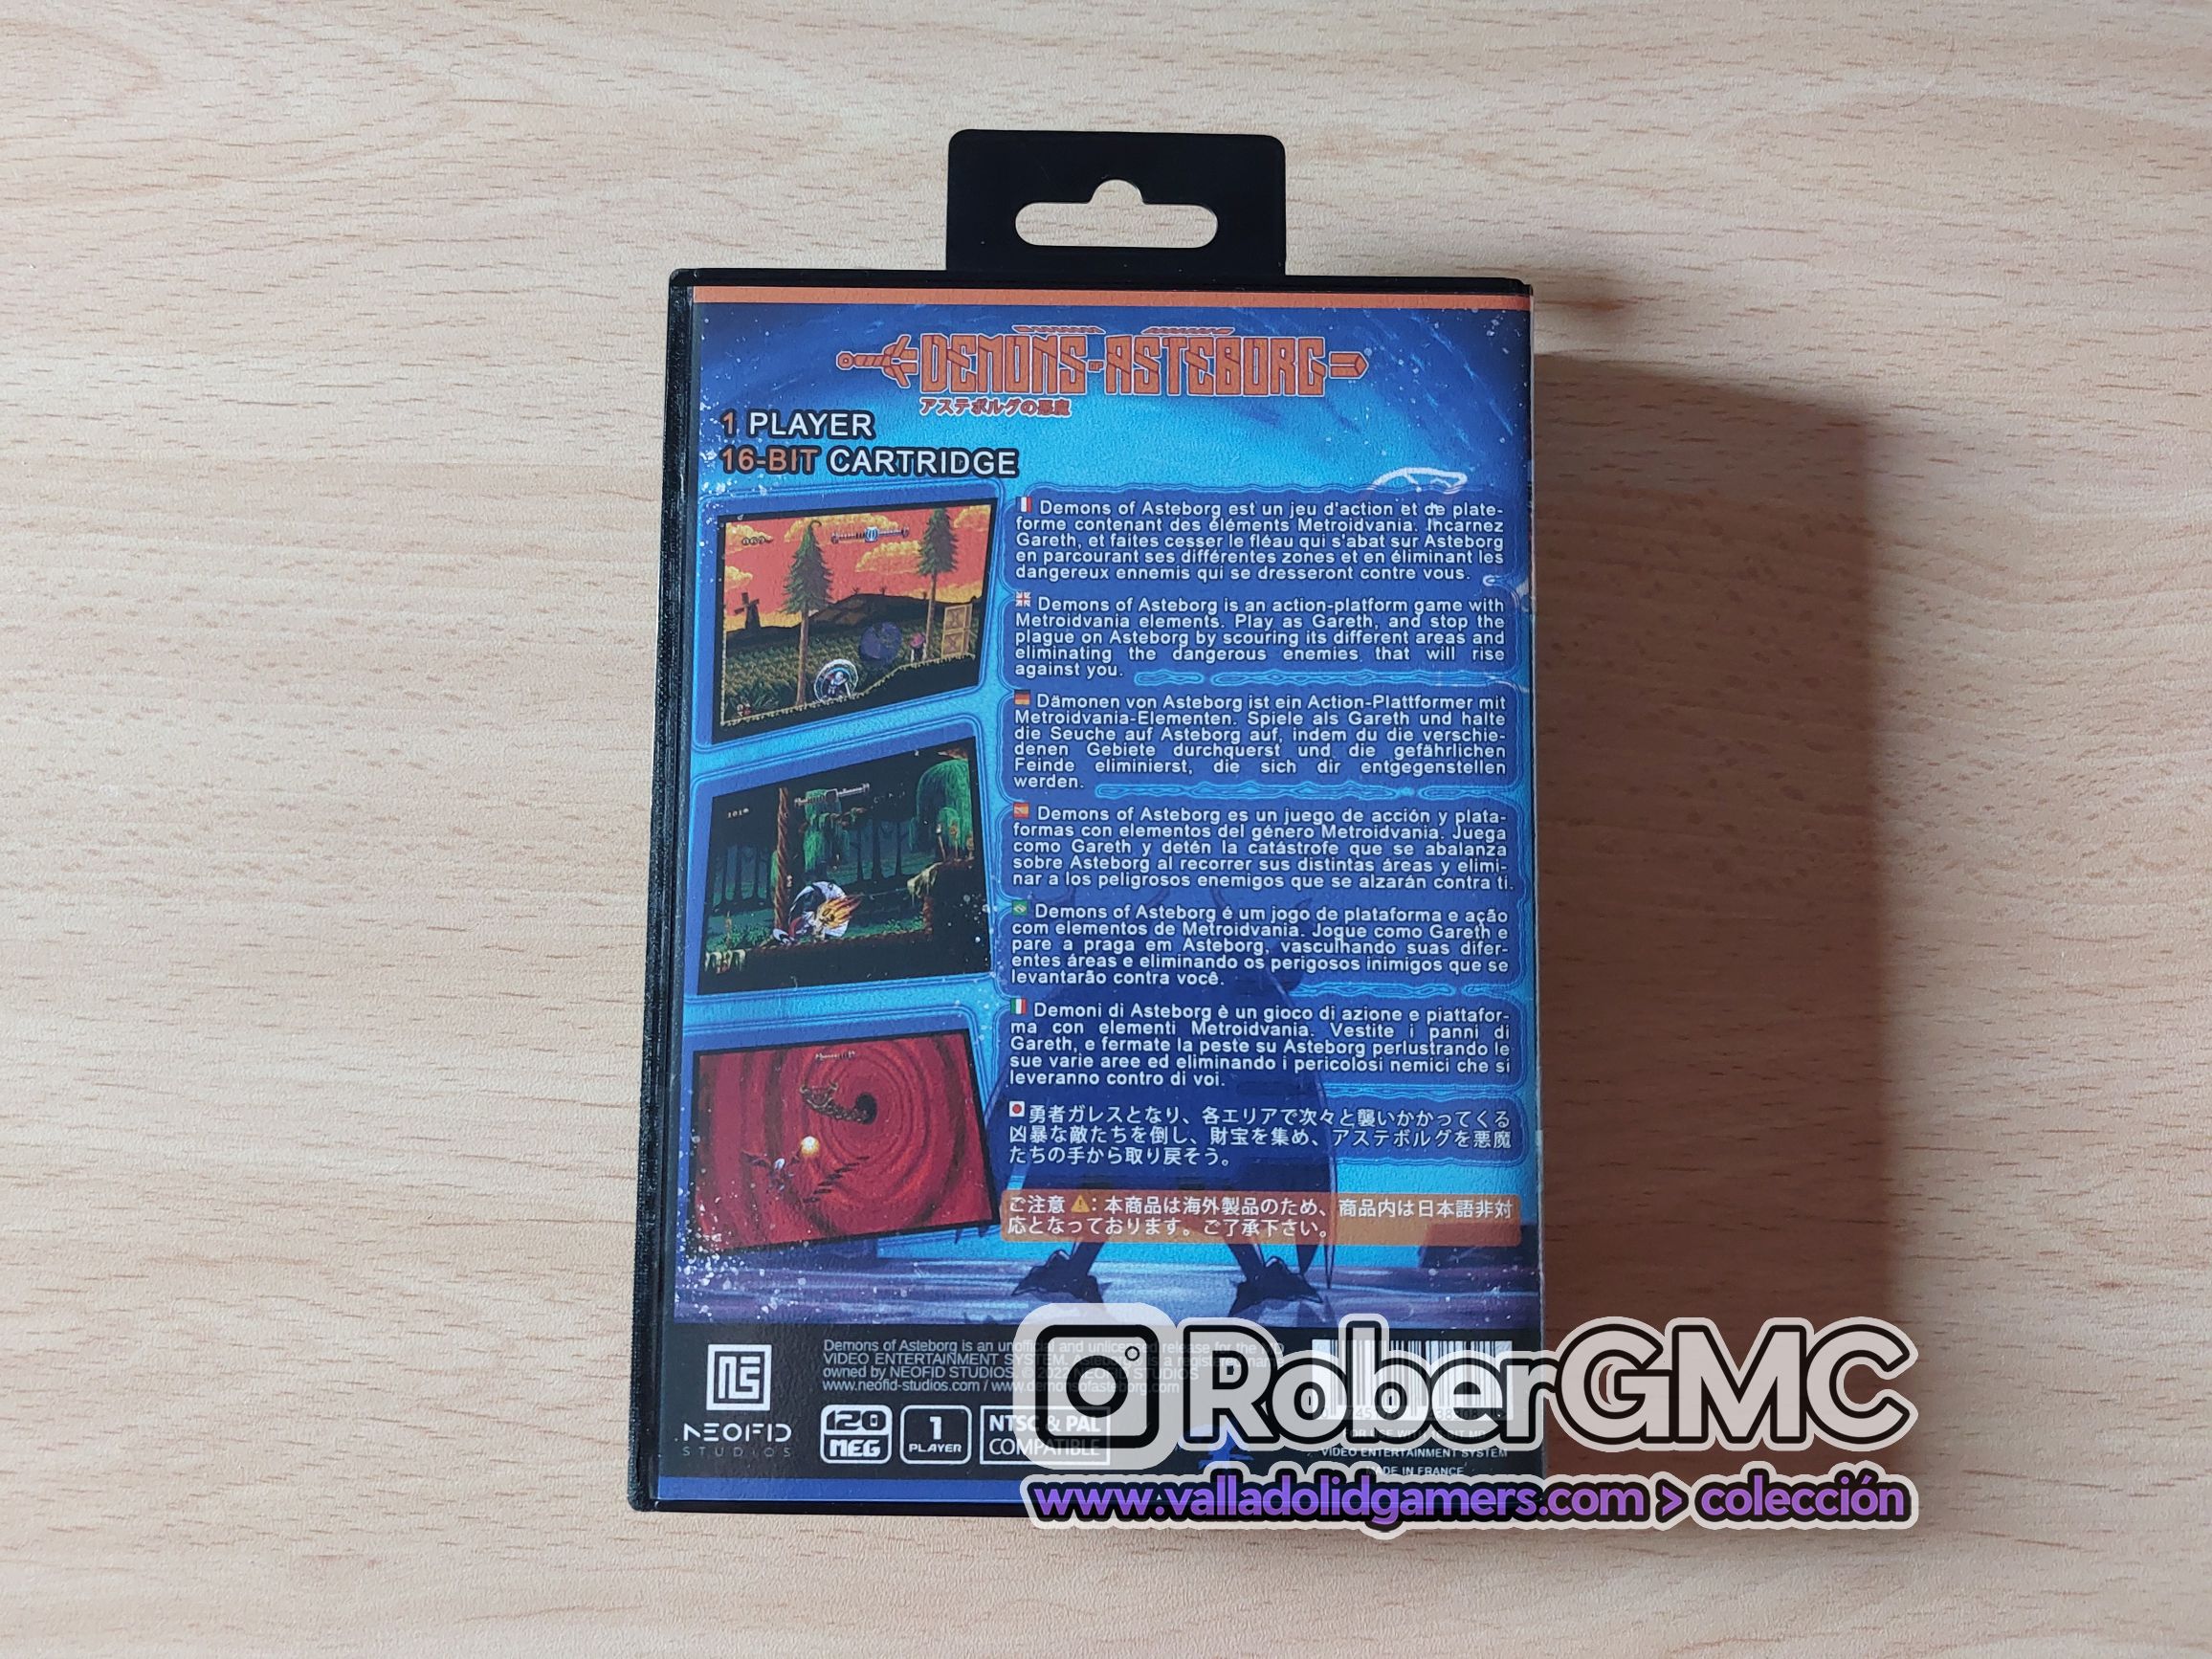 DEMONS OF ASTEBORG
アステボルグの悪魔
1 PLAYER
16-BIT CARTRIDGE
Demons of Asteborg est un jeu d'action et de plate-
forme contenant des éléments Metroidvania. Incarnez
Gareth, et faites cesser le fléau qui s'abat sur Asteborg
en parcourant ses différentes zones et en éliminant les
dangereux ennemis qui se dresseront contre vous.
Demons of Asteborg is an action-platform game with
Metroidvania elements. Play as Gareth, and stop the
plague on Asteborg by scouring its different areas and
eliminating the dangerous enemies that will rise
against you.
Dämonen von Asteborg ist ein Action-Plattformer mit
Metroidvania-Elementen. Spiele als Gareth und halte
die Seuche auf Asteborg auf, indem du die verschie-
denen Gebiete durchquerst und die gefährlichen
Feinde eliminierst, die sich dir entgegenstellen
werden.
Demons of Asteborg es un juego de acción y plata-
formas con elementos del género Metroidvania. Juega
como Gareth y detén la catástrofe que se abalanza
sobre Asteborg al recorrer sus distintas áreas y elimi-
nar a los peligrosos enemigos que se alzarán contra ti.
Demons of Asteborg é um jogo de plataforma e ação
com elementos de Metroidvania. Joque como Gareth e
pare a praga em Asteborg, vasculhando suas difer-
entes áreas e eliminando os perigosos inimigos que se
levantarão contra você.
Demoni di Asteborg è un gioco di azione e piattafor-
ma con elementi Metroidvania. Vestite i panni di
Gareth, e fermate la peste su Asteborg perlustrando le
sue varie aree ed eliminando i pericolosi nemici che si
leveranno contro di voi.
勇者ガレスとなり、各エリアで次々と襲いかかってくる
凶暴な敵たちを倒し、財宝を集め、アステボルグを悪魔
たちの手から取り戻そう。
ご注意⚠:本商品は海外製品のため、商品内は日本語非対
応となっております。ご了承下さい。
Demons of Asteborg is an unofficial and unlicensed release for the
VIDEO ENTERTAINMENT SYSTEM. is a registered
owned by NEOFID STUDIOS. © NEOFID STUDIOS
www.neofid-studios.com / www.demonsofasteborg.com
NEOFID
STUDIOS
120
MEG
1
PLAYER
NTSC & PAL
COMPATIBLE
VIDEO ENTERTAINMENT SYSTEM
MADE IN FRANCE
RoberGMC
www.valladolidgamers.com > colección